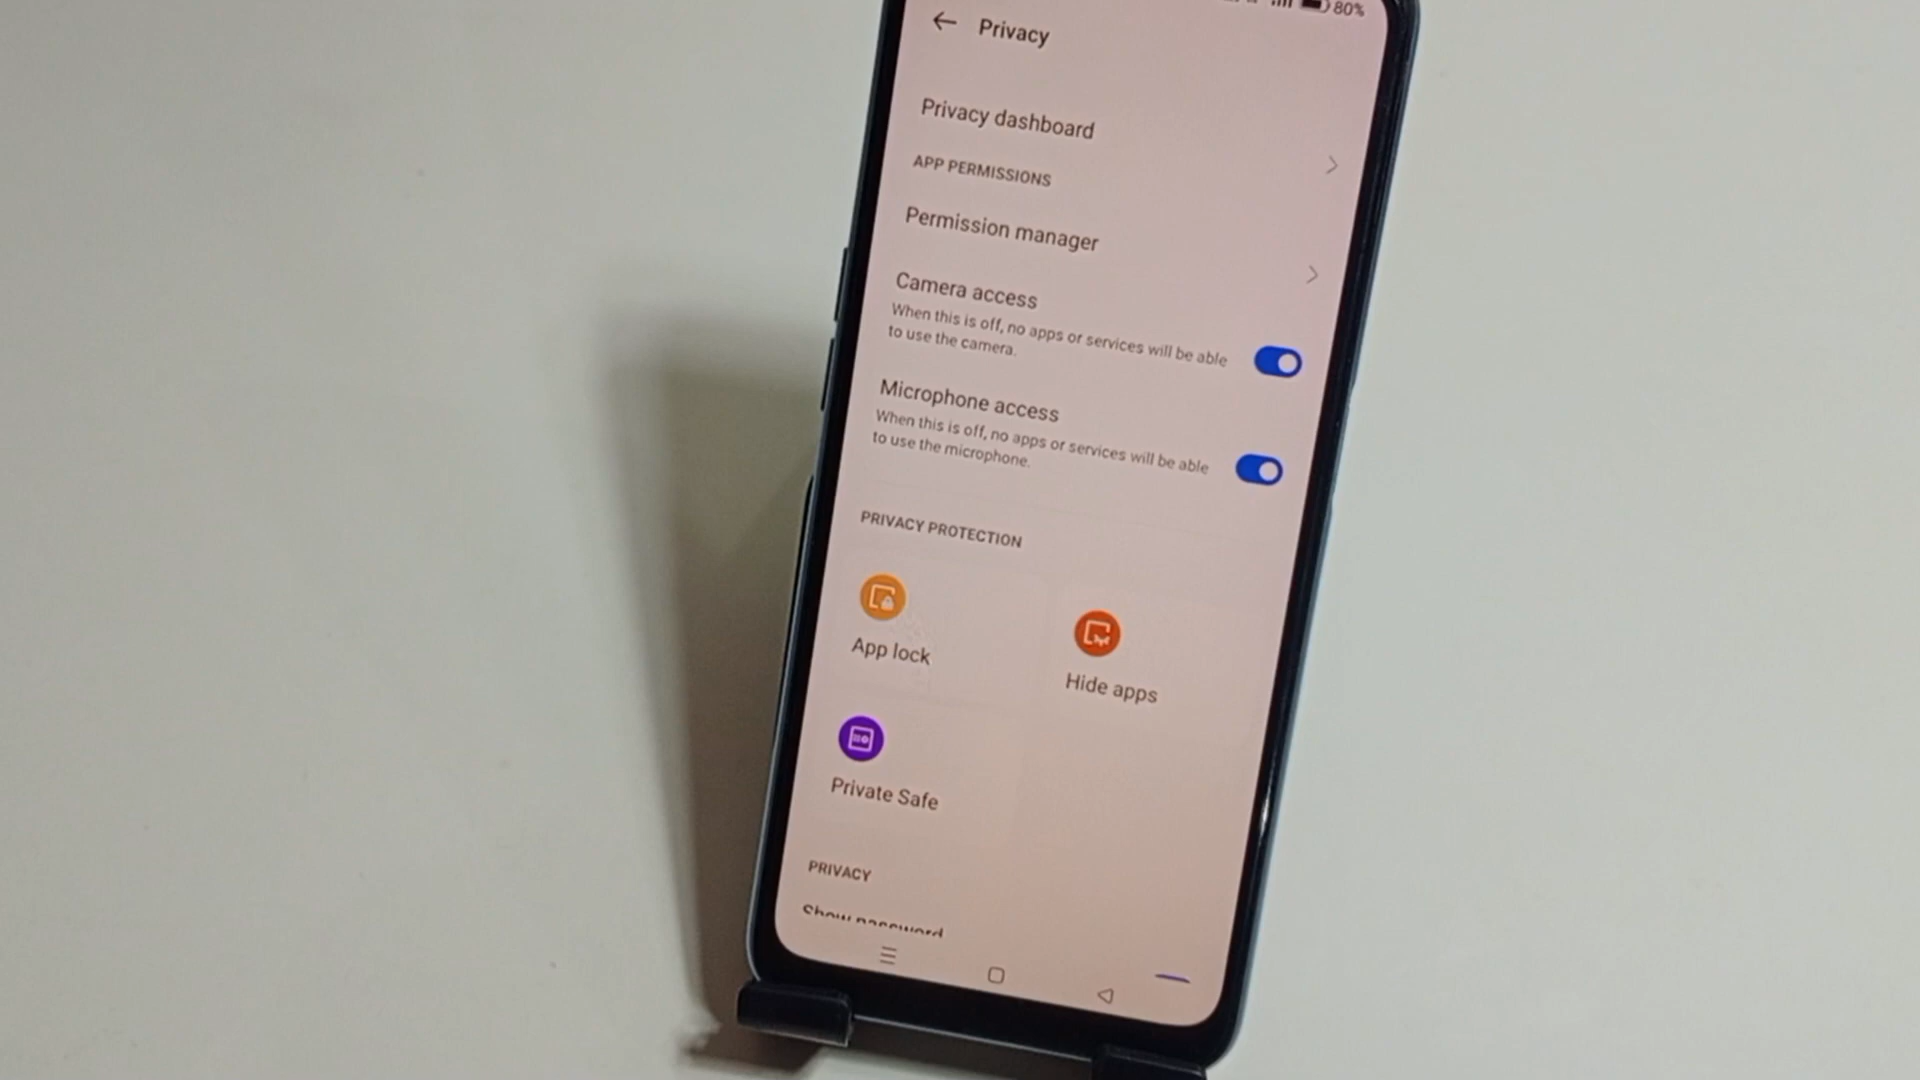 80%
Privacy
Privacy dashboard
APP PERMISSIONS
Permission manager
Camera access
When this is off, no apps or services will be able
to use the camera.
Microphone access
When this is off, no apps or services will be able
to use the microphone.
PRIVACY PROTECTION
App lock
Hide apps
Private Safe
PRIVACY
Show password